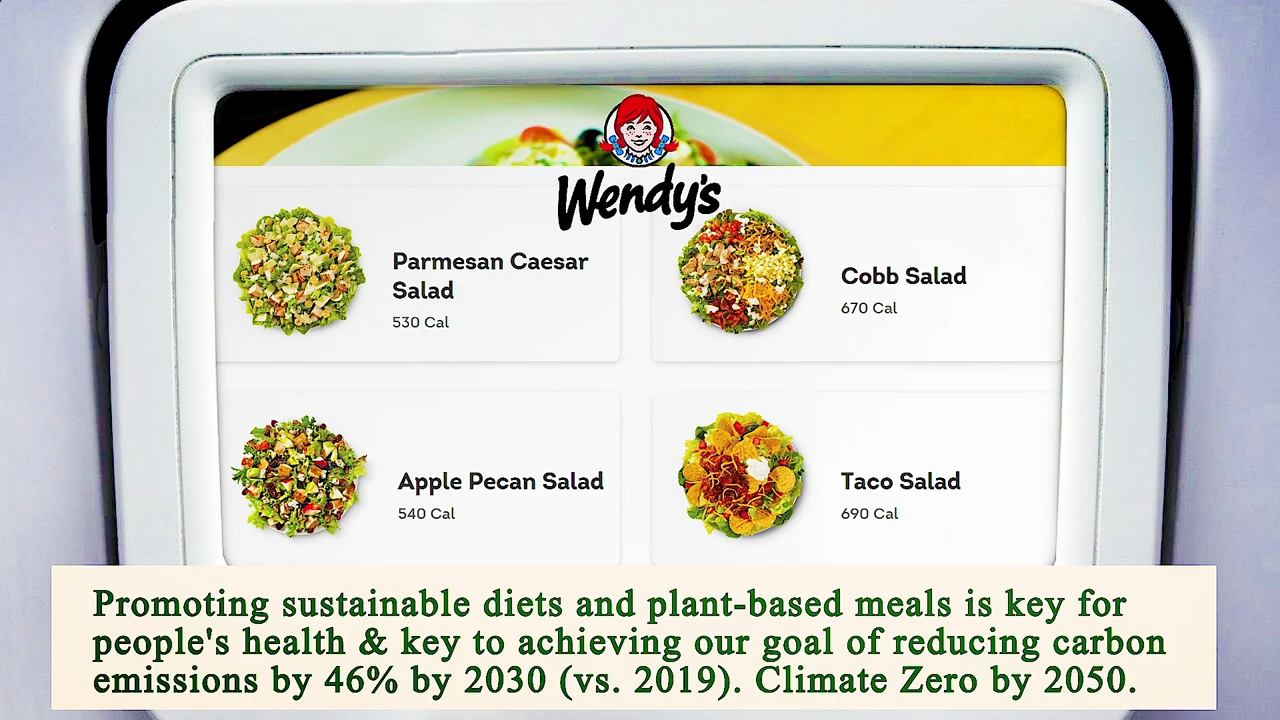 Wendy's
Parmesan Caesar
Salad
530 Cal
Cobb Salad
670 Cal
Apple Pecan Salad
540 Cal
Taco Salad
690 Cal
Promoting sustainable diets and plant-based meals is key for
people's health & key to achieving our goal of reducing carbon
emissions by 46% by 2030 (vs. 2019). Climate Zero by 2050.